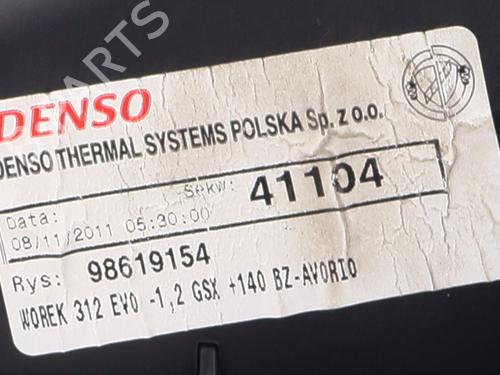 PARTS
DENSO
DENSO THERMAL SYSTEMS POLSKA Sp. z o.o.
Data: Sekw: 41104
08/11/2011 05:30:00
Rys: 98619154
WOREK 312 EVO -1,2 GSX +140 BZ-AVORIO